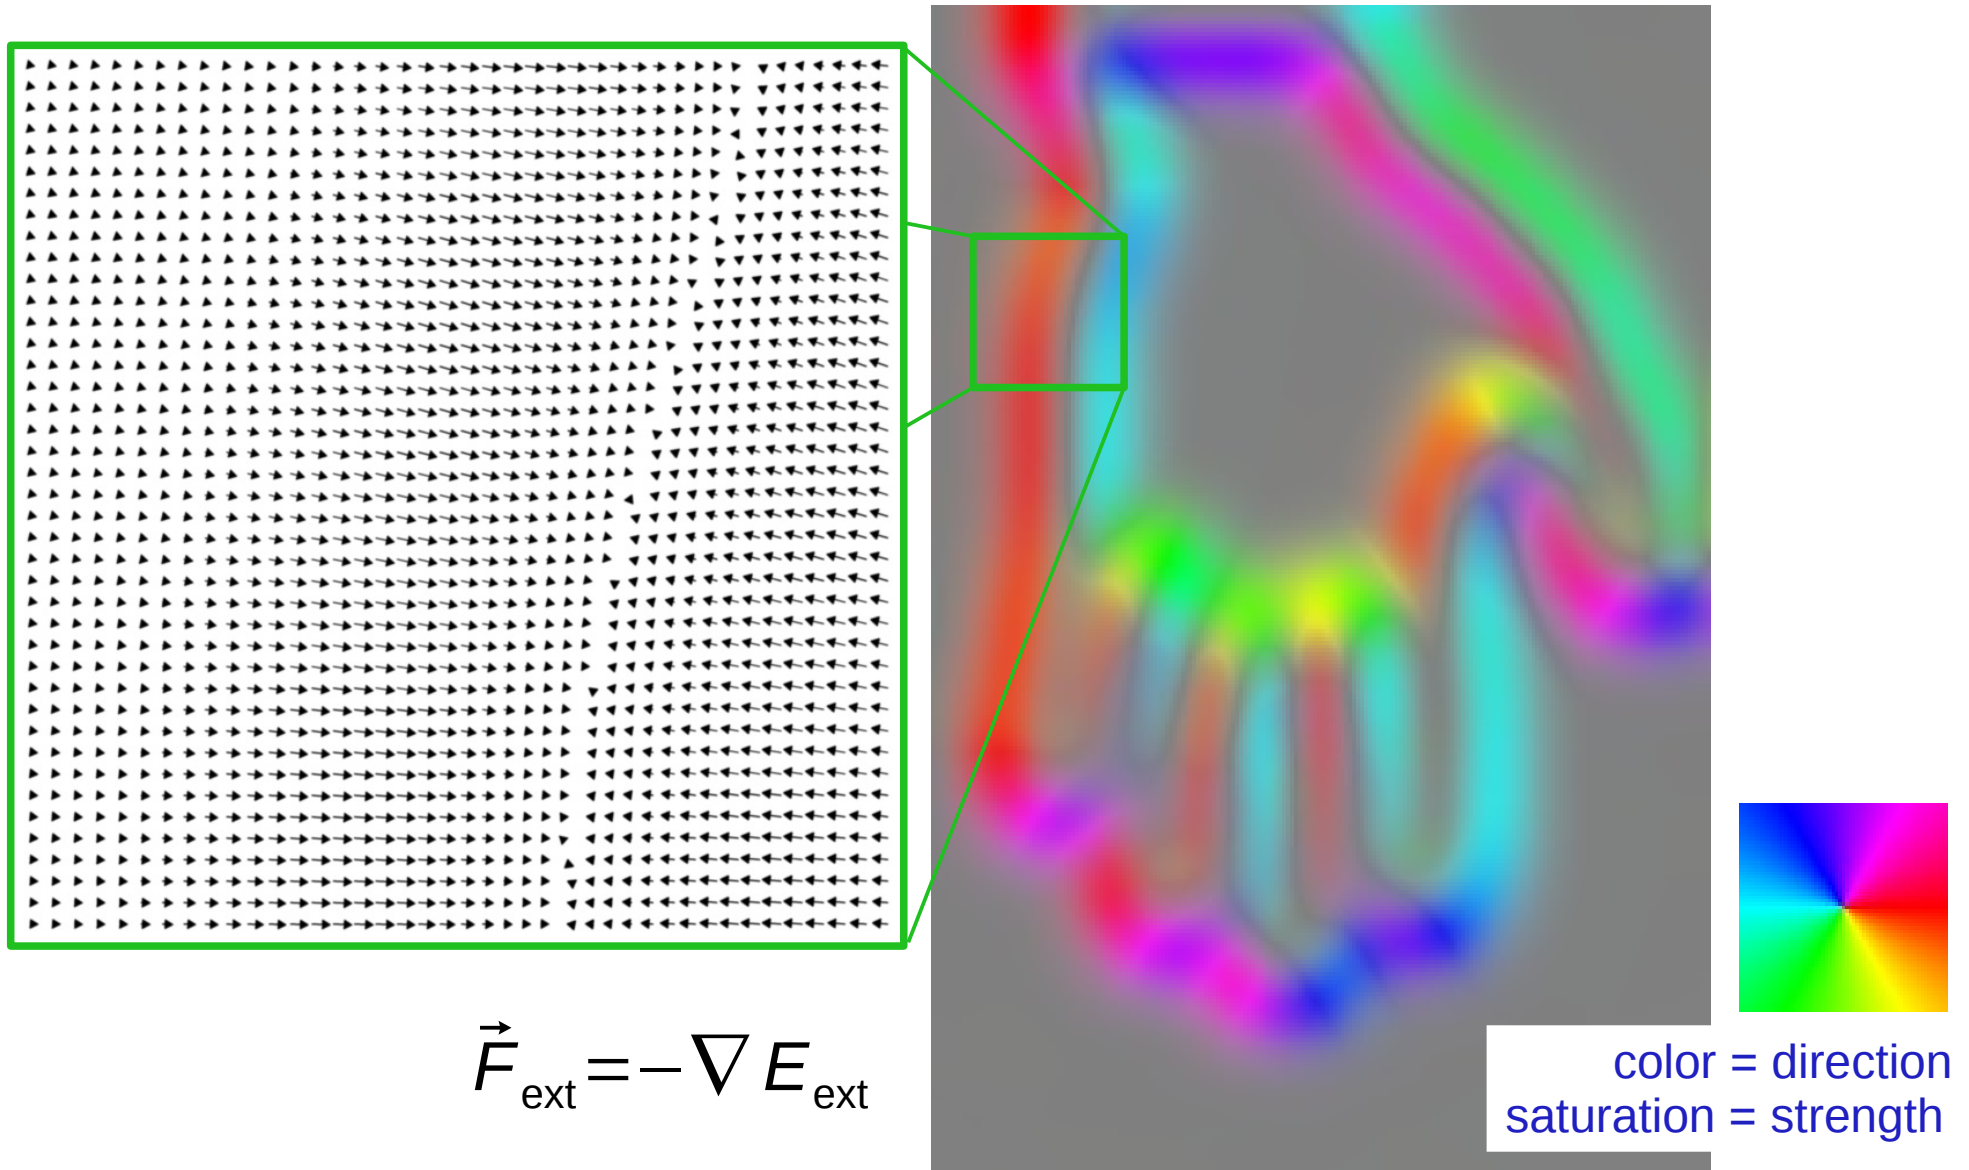 F⃗ext = −∇Eext
color = direction
saturation = strength